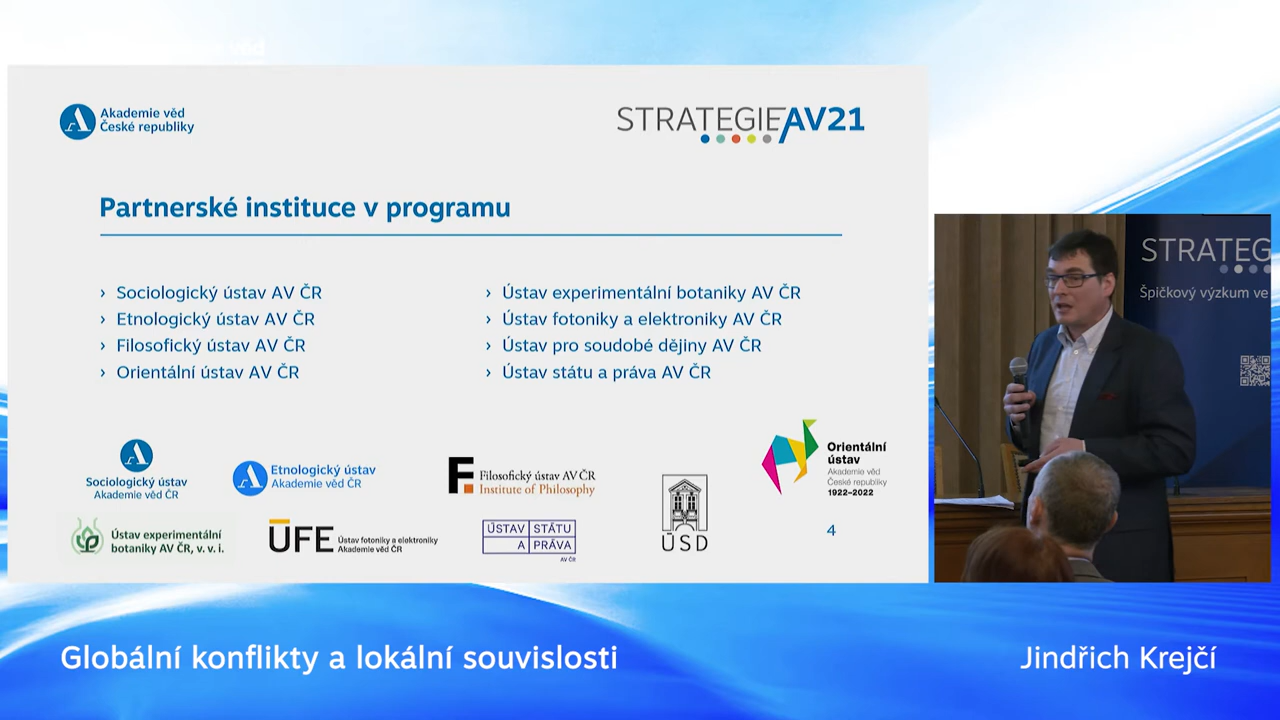 Akademie věd
České republiky
STRATEGIE AV21
Partnerské instituce v programu
› Sociologický ústav AV ČR
› Etnologický ústav AV ČR
› Filosofický ústav AV ČR
› Orientální ústav AV ČR
› Ústav experimentální botaniky AV ČR
› Ústav fotoniky a elektroniky AV ČR
› Ústav pro soudobé dějiny AV ČR
› Ústav státu a práva AV ČR
Sociologický ústav
Akademie věd ČR
Etnologický ústav
Akademie věd ČR
Filosofický ústav AV ČR
Institute of Philosophy
Orientální
ústav
Akademie věd
České republiky
1922–2022
Ústav experimentální
botaniky AV ČR, v. v. i.
ÚFE
Ústav fotoniky a elektroniky
Akademie věd ČR
ÚSTAV STÁTU
A PRÁVA
AV ČR
ÚSD
4
STRATEG
Špičkový výzkum ve
Globální konflikty a lokální souvislosti
Jindřich Krejčí